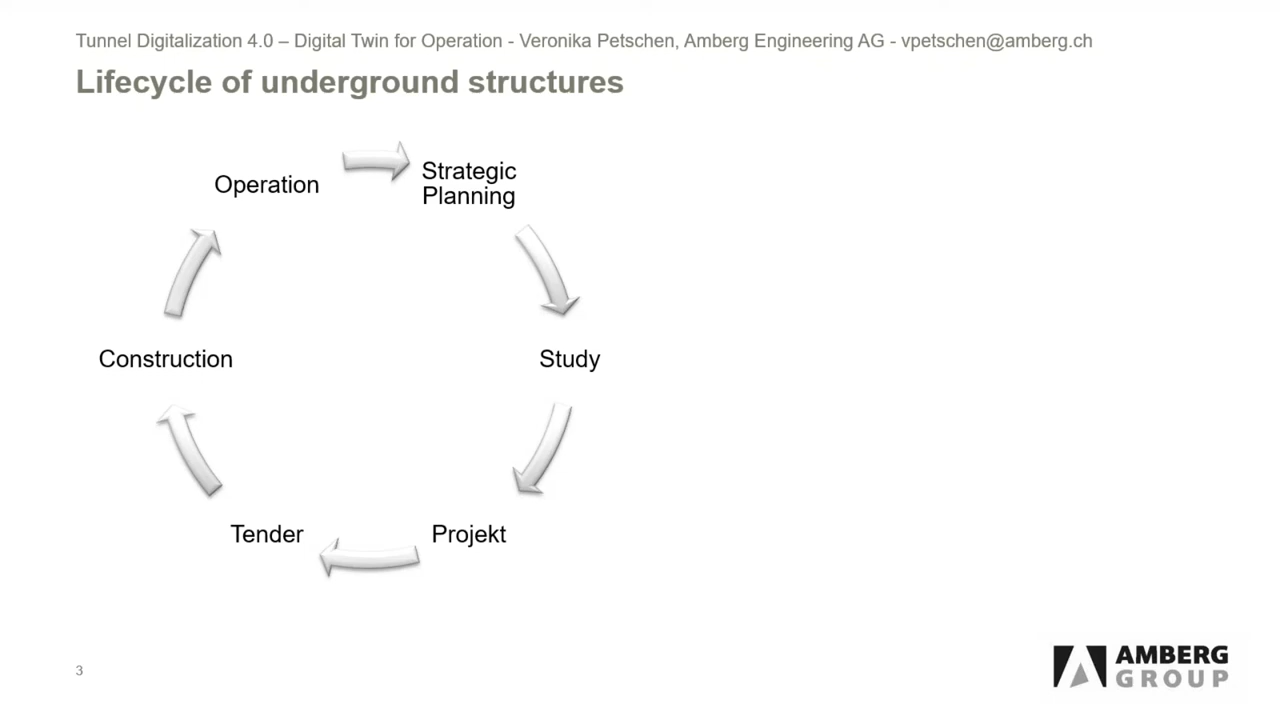 Tunnel Digitalization 4.0 – Digital Twin for Operation - Veronika Petschen, Amberg Engineering AG - vpetschen@amberg.ch
Lifecycle of underground structures
Operation
Strategic
Planning
Study
Projekt
Tender
Construction
3
AMBERG
GROUP